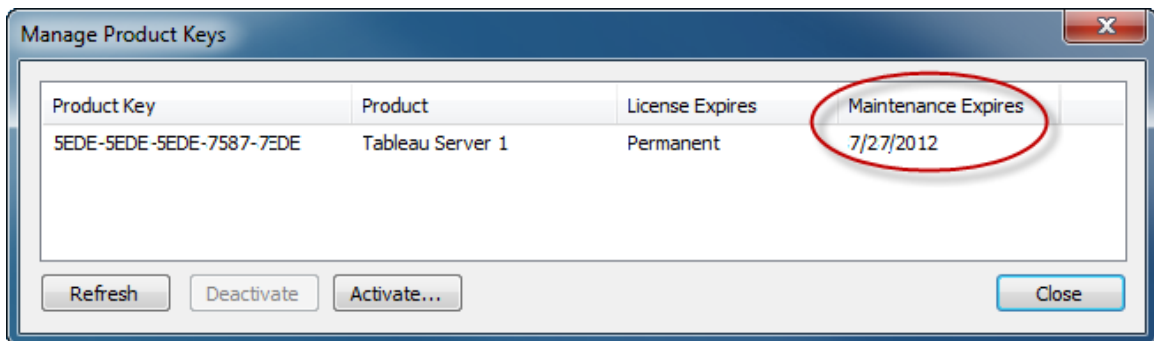 Manage Product Keys
Product Key Product License Expires Maintenance Expires
5EDE-5EDE-5EDE-7587-7EDE Tableau Server 1 Permanent 7/27/2012
Refresh Deactivate Activate... Close